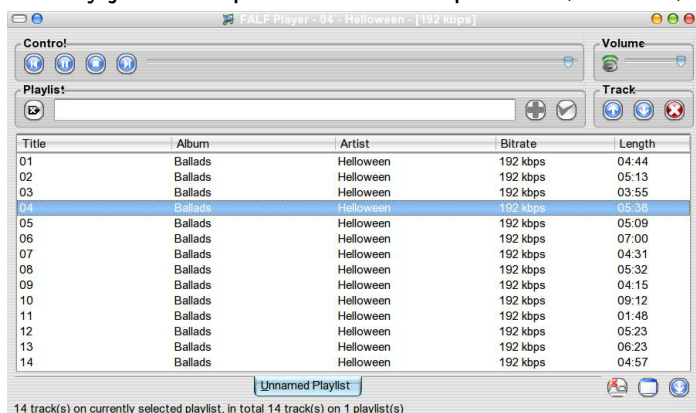 FALF Player - 04 - Helloween - [192 kbps]
Control
Volume
Playlist
Track
Title Album Artist Bitrate Length
01 Ballads Helloween 192 kbps 04:44
02 Ballads Helloween 192 kbps 05:13
03 Ballads Helloween 192 kbps 03:55
04 Ballads Helloween 192 kbps 05:38
05 Ballads Helloween 192 kbps 05:09
06 Ballads Helloween 192 kbps 07:00
07 Ballads Helloween 192 kbps 04:31
08 Ballads Helloween 192 kbps 05:32
09 Ballads Helloween 192 kbps 04:15
10 Ballads Helloween 192 kbps 09:12
11 Ballads Helloween 192 kbps 01:48
12 Ballads Helloween 192 kbps 05:23
13 Ballads Helloween 192 kbps 06:23
14 Ballads Helloween 192 kbps 04:57
Unnamed Playlist
14 track(s) on currently selected playlist, in total 14 track(s) on 1 playlist(s)